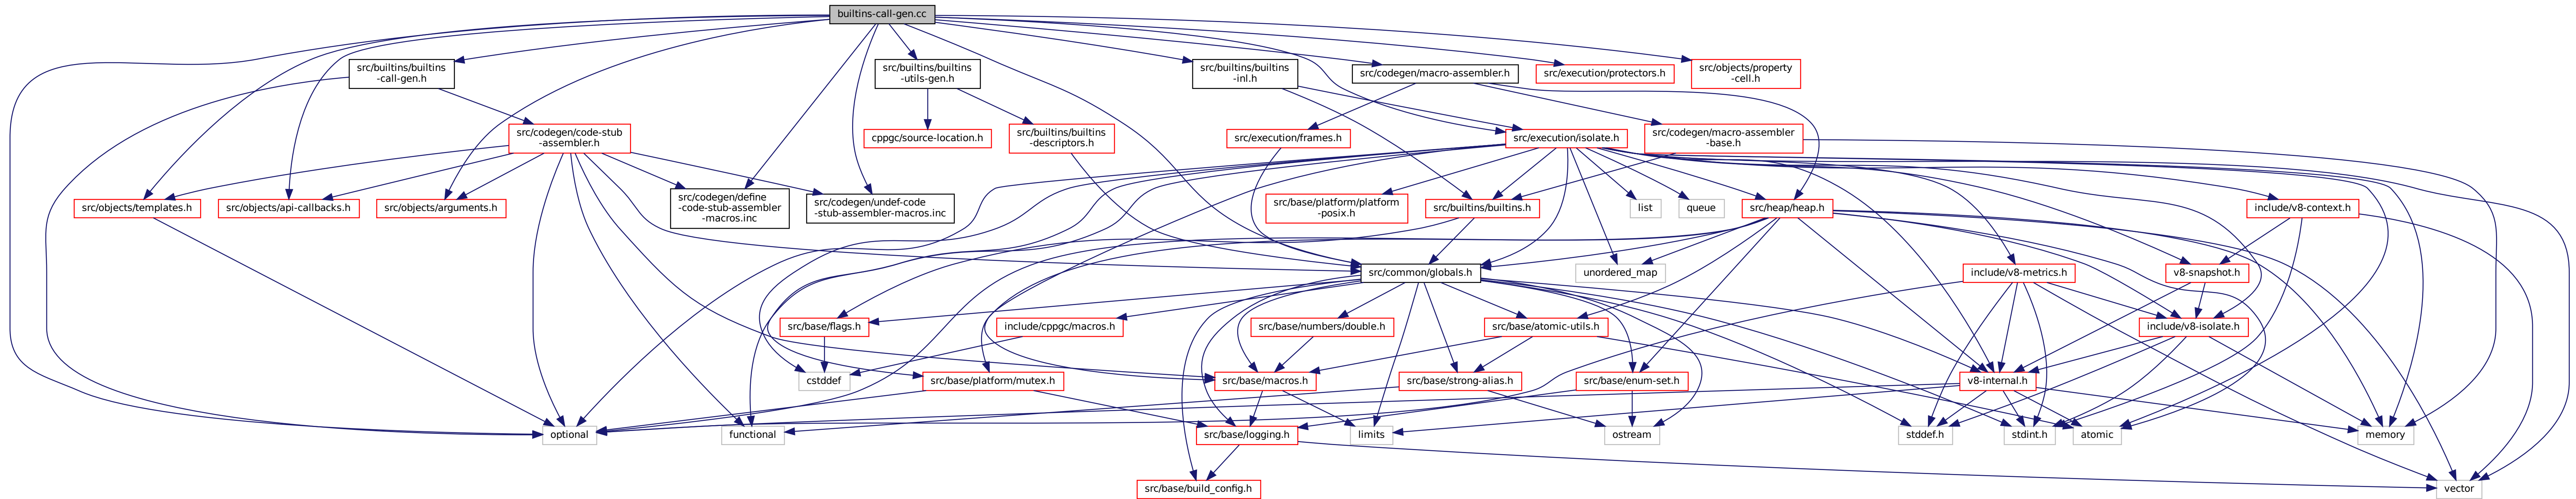 builtins-call-gen.cc
src/builtins/builtins
-call-gen.h
src/builtins/builtins
-utils-gen.h
src/builtins/builtins
-inl.h
src/codegen/macro-assembler.h
src/execution/protectors.h
src/objects/property
-cell.h
src/codegen/code-stub
-assembler.h
cppgc/source-location.h
src/builtins/builtins
-descriptors.h
src/execution/frames.h
src/execution/isolate.h
src/codegen/macro-assembler
-base.h
src/objects/templates.h
src/objects/api-callbacks.h
src/objects/arguments.h
src/codegen/define
-code-stub-assembler
-macros.inc
src/codegen/undef-code
-stub-assembler-macros.inc
src/base/platform/platform
-posix.h
src/builtins/builtins.h
list
queue
src/heap/heap.h
include/v8-context.h
src/common/globals.h
unordered_map
include/v8-metrics.h
v8-snapshot.h
src/base/flags.h
include/cppgc/macros.h
src/base/numbers/double.h
src/base/atomic-utils.h
include/v8-isolate.h
cstddef
src/base/platform/mutex.h
src/base/macros.h
src/base/strong-alias.h
src/base/enum-set.h
v8-internal.h
optional
functional
src/base/logging.h
limits
ostream
stddef.h
stdint.h
atomic
memory
src/base/build_config.h
vector